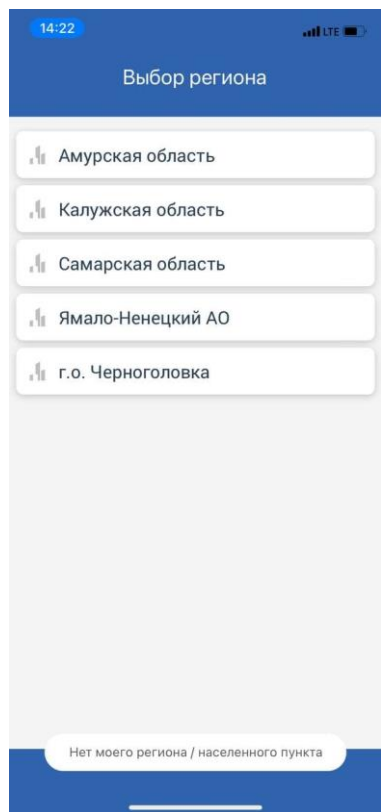 14:22
LTE
Выбор региона
Амурская область
Калужская область
Самарская область
Ямало-Ненецкий АО
г.о. Черноголовка
Нет моего региона / населенного пункта